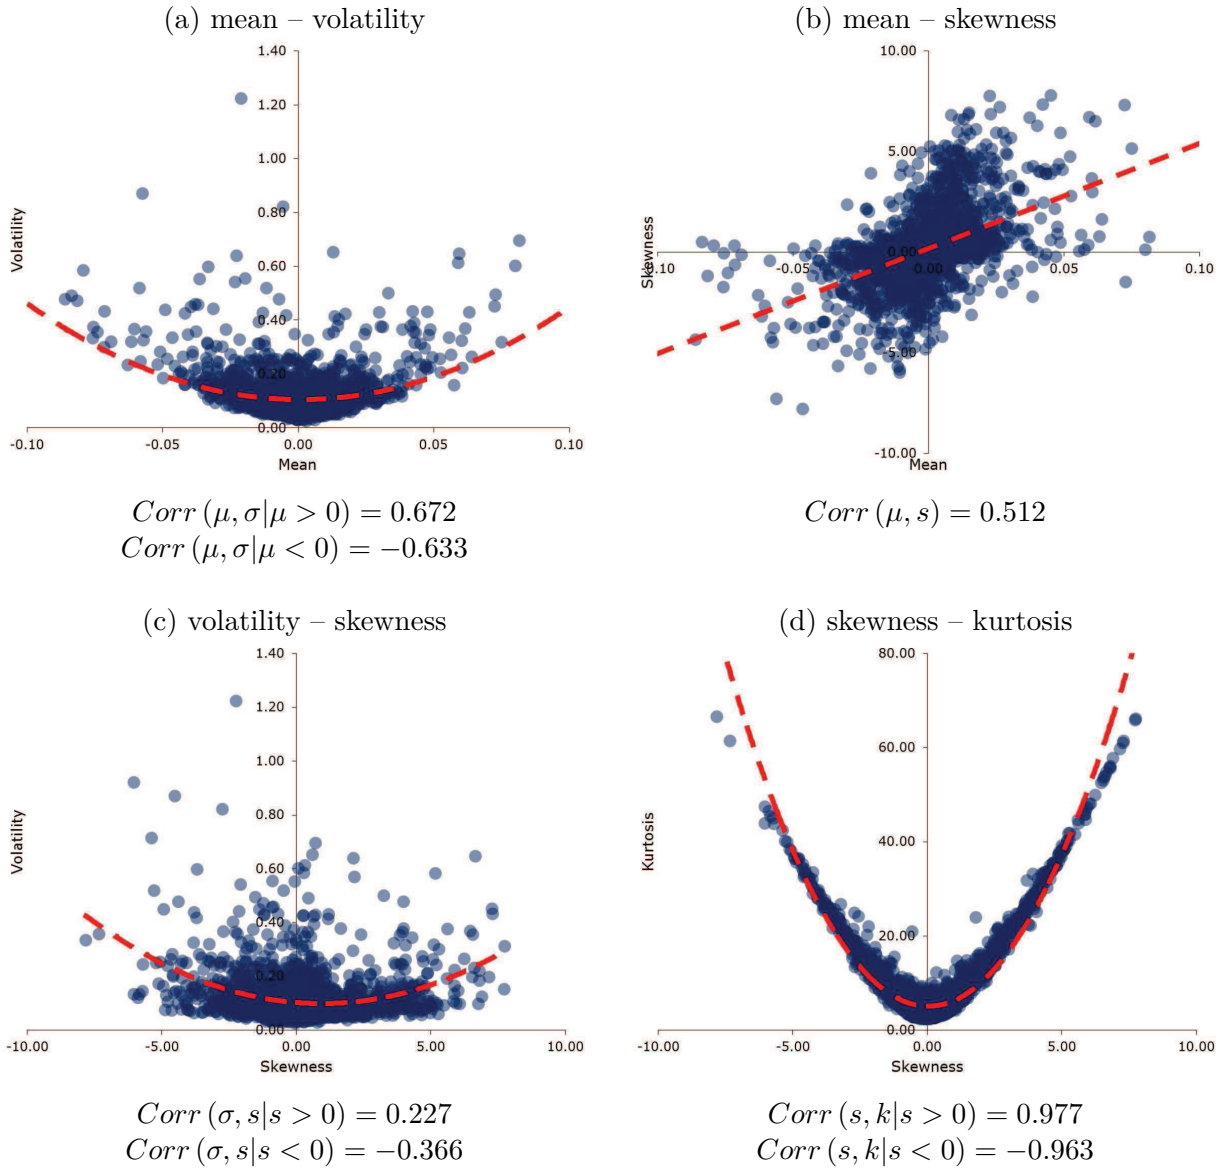 (a) mean – volatility
1.40
1.20
1.00
0.80
0.60
0.40
0.20
0.00
Volatility
-0.10
-0.05
0.00
0.05
0.10
Mean
Corr (μ, σ|μ > 0) = 0.672
Corr (μ, σ|μ < 0) = −0.633
(b) mean – skewness
10.00
5.00
0.00
-5.00
-10.00
Skewness
-0.10
-0.05
0.00
0.05
0.10
Mean
Corr (μ, s) = 0.512
(c) volatility – skewness
1.40
1.20
1.00
0.80
0.60
0.40
0.20
0.00
Volatility
-10.00
-5.00
0.00
5.00
10.00
Skewness
Corr (σ, s|s > 0) = 0.227
Corr (σ, s|s < 0) = −0.366
(d) skewness – kurtosis
80.00
60.00
40.00
20.00
0.00
Kurtosis
-10.00
-5.00
0.00
5.00
10.00
Skewness
Corr (s, k|s > 0) = 0.977
Corr (s, k|s < 0) = −0.963